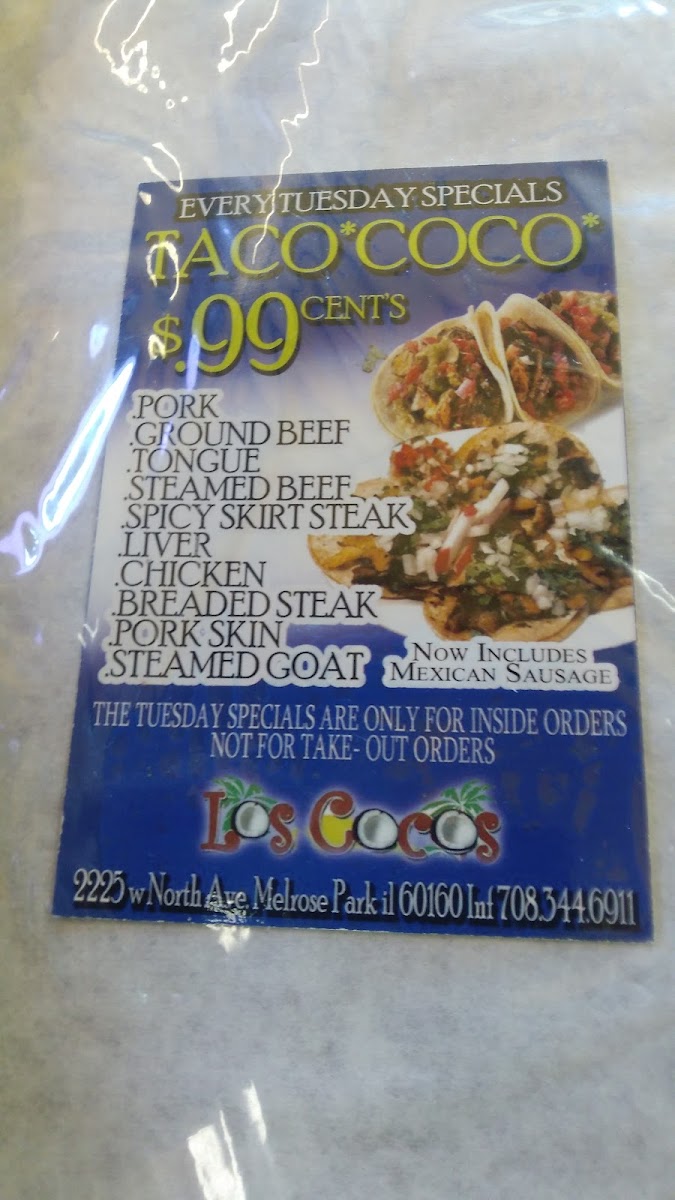 EVERY TUESDAY SPECIALS
TACO*COCO*
$.99 CENT'S
.PORK
.GROUND BEEF
.TONGUE
.STEAMED BEEF
.SPICY SKIRT STEAK
.LIVER
.CHICKEN
.BREADED STEAK
.PORK SKIN
.STEAMED GOAT
NOW INCLUDES
MEXICAN SAUSAGE
THE TUESDAY SPECIALS ARE ONLY FOR INSIDE ORDERS
NOT FOR TAKE- OUT ORDERS
Los Cocos
2225 w North Ave. Melrose Park il 60160 Inf 708.344.6911